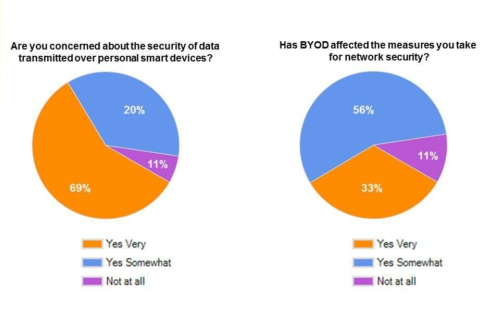 Are you concerned about the security of data
transmitted over personal smart devices?
20%
11%
69%
Yes Very
Yes Somewhat
Not at all
Has BYOD affected the measures you take
for network security?
56%
11%
33%
Yes Very
Yes Somewhat
Not at all